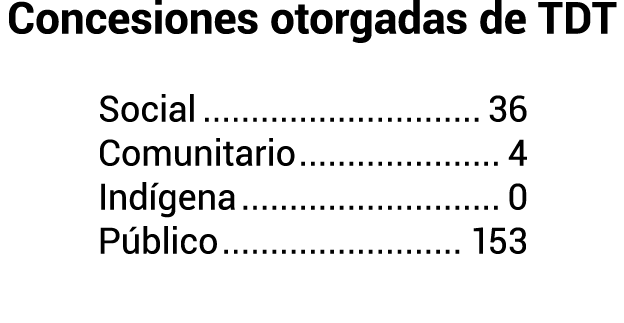 Concesiones otorgadas de TDT
Social ............................. 36
Comunitario..................... 4
Indígena........................... 0
Público......................... 153